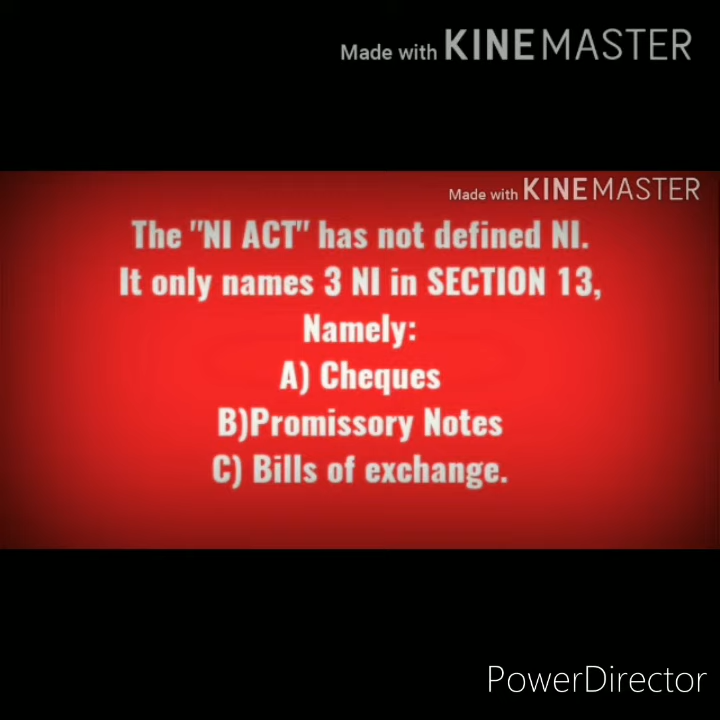 Made with KINEMASTER
Made with KINEMASTER
The "NI ACT" has not defined NI.
It only names 3 NI in SECTION 13,
Namely:
A) Cheques
B)Promissory Notes
C) Bills of exchange.
PowerDirector